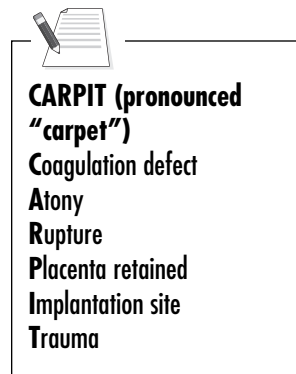 CARPIT (pronounced
“carpet”)
Coagulation defect
Atony
Rupture
Placenta retained
Implantation site
Trauma